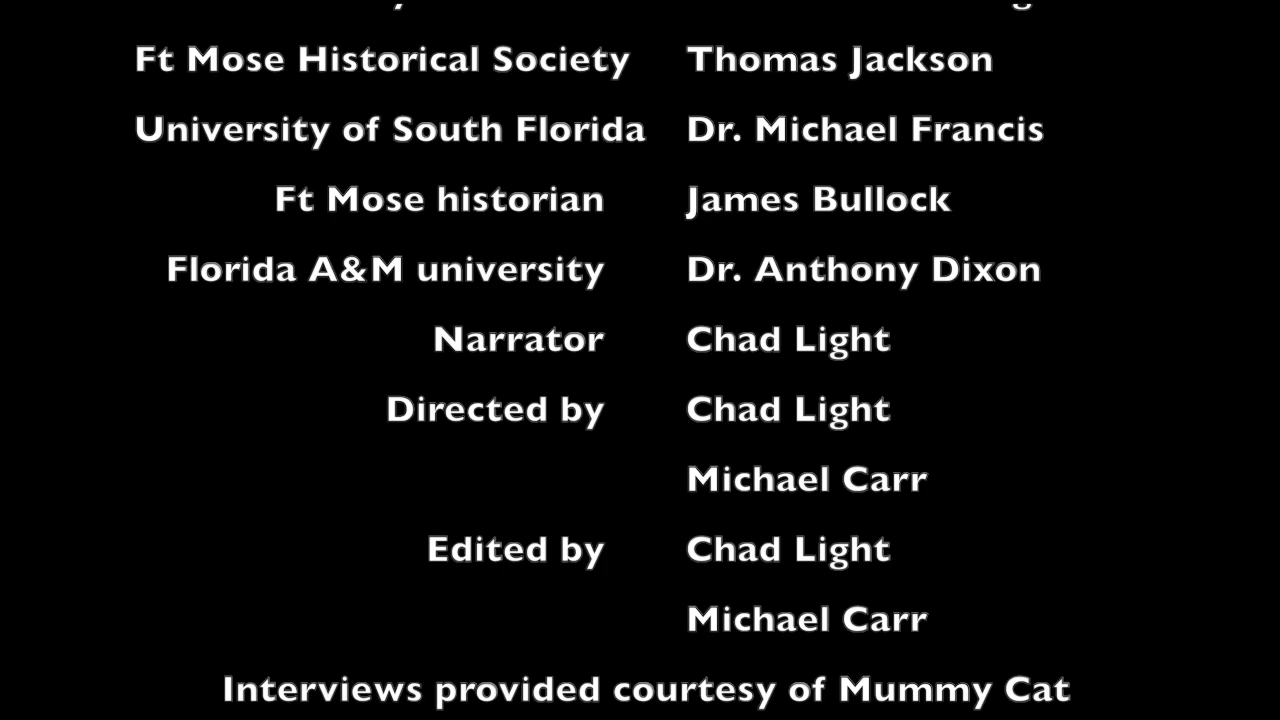 Ft Mose Historical Society Thomas Jackson
University of South Florida Dr. Michael Francis
Ft Mose historian James Bullock
Florida A&M university Dr. Anthony Dixon
Narrator Chad Light
Directed by Chad Light
Michael Carr
Edited by Chad Light
Michael Carr
Interviews provided courtesy of Mummy Cat